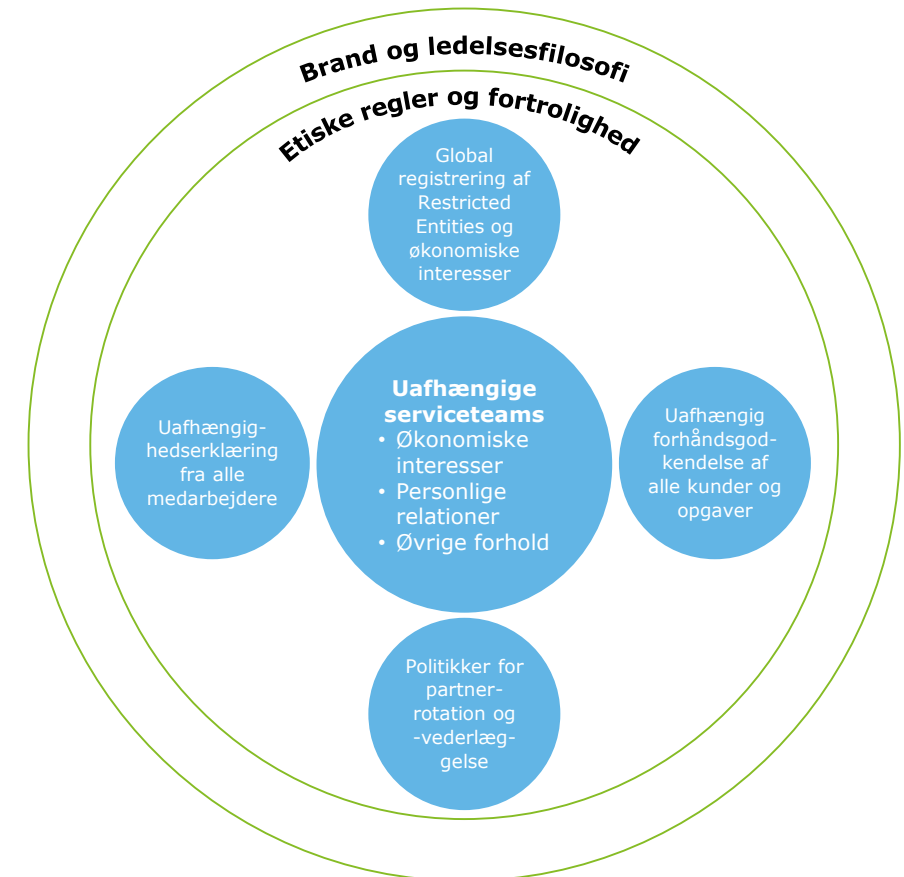 Brand og ledelsesfilosofi
Etiske regler og fortrolighed
Global
registrering af
Restricted
Entities og
økonomiske
interesser
Uafhængig-
hedserklæring
fra alle
medarbejdere
Uafhængige
serviceteams
• Økonomiske
interesser
• Personlige
relationer
• Øvrige forhold
Uafhængig
forhåndsgod-
kendelse af
alle kunder og
opgaver
Politikker for
partner-
rotation og
-vederlæg-
gelse